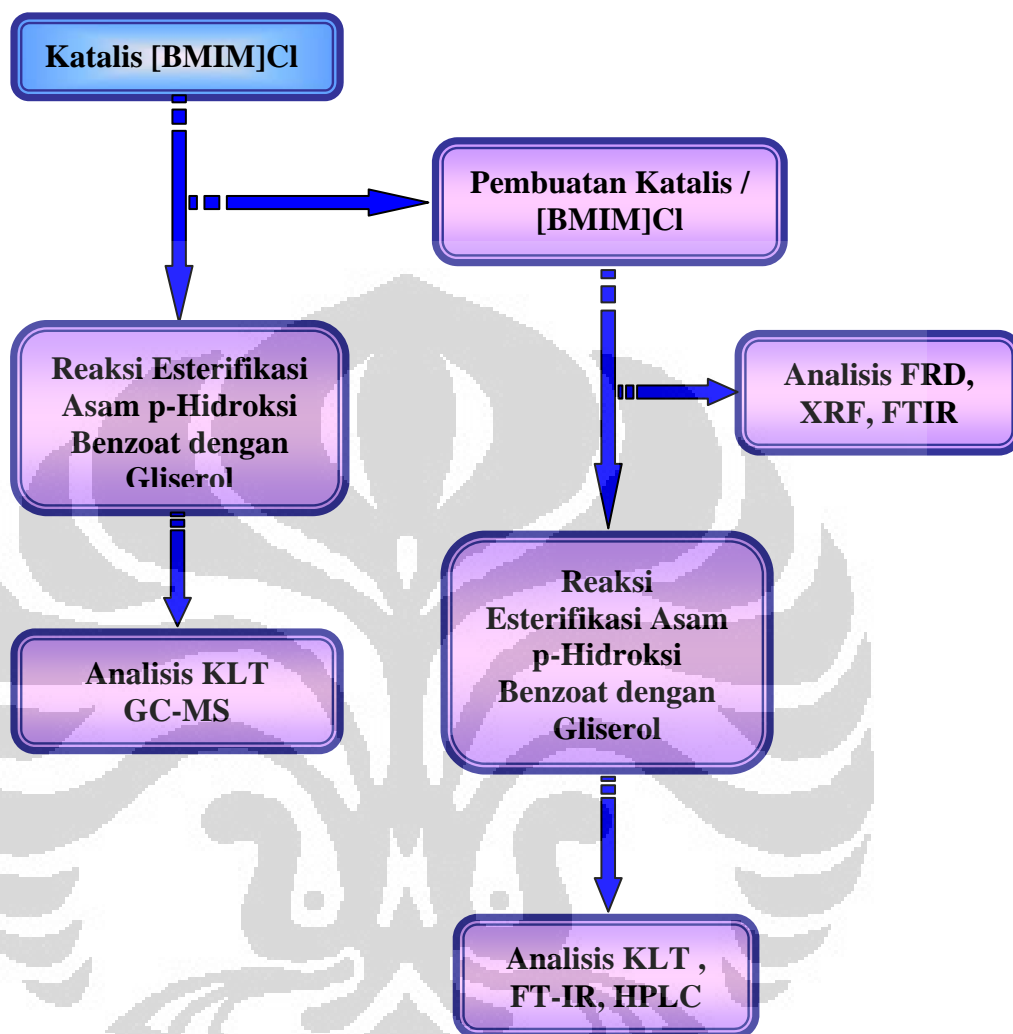 Katalis [BMIM]Cl
Pembuatan Katalis /
[BMIM]Cl
Reaksi Esterifikasi
Asam p-Hidroksi
Benzoat dengan
Gliserol
Analisis FRD,
XRF, FTIR
Reaksi
Esterifikasi Asam
p-Hidroksi
Benzoat dengan
Gliserol
Analisis KLT
GC-MS
Analisis KLT ,
FT-IR, HPLC